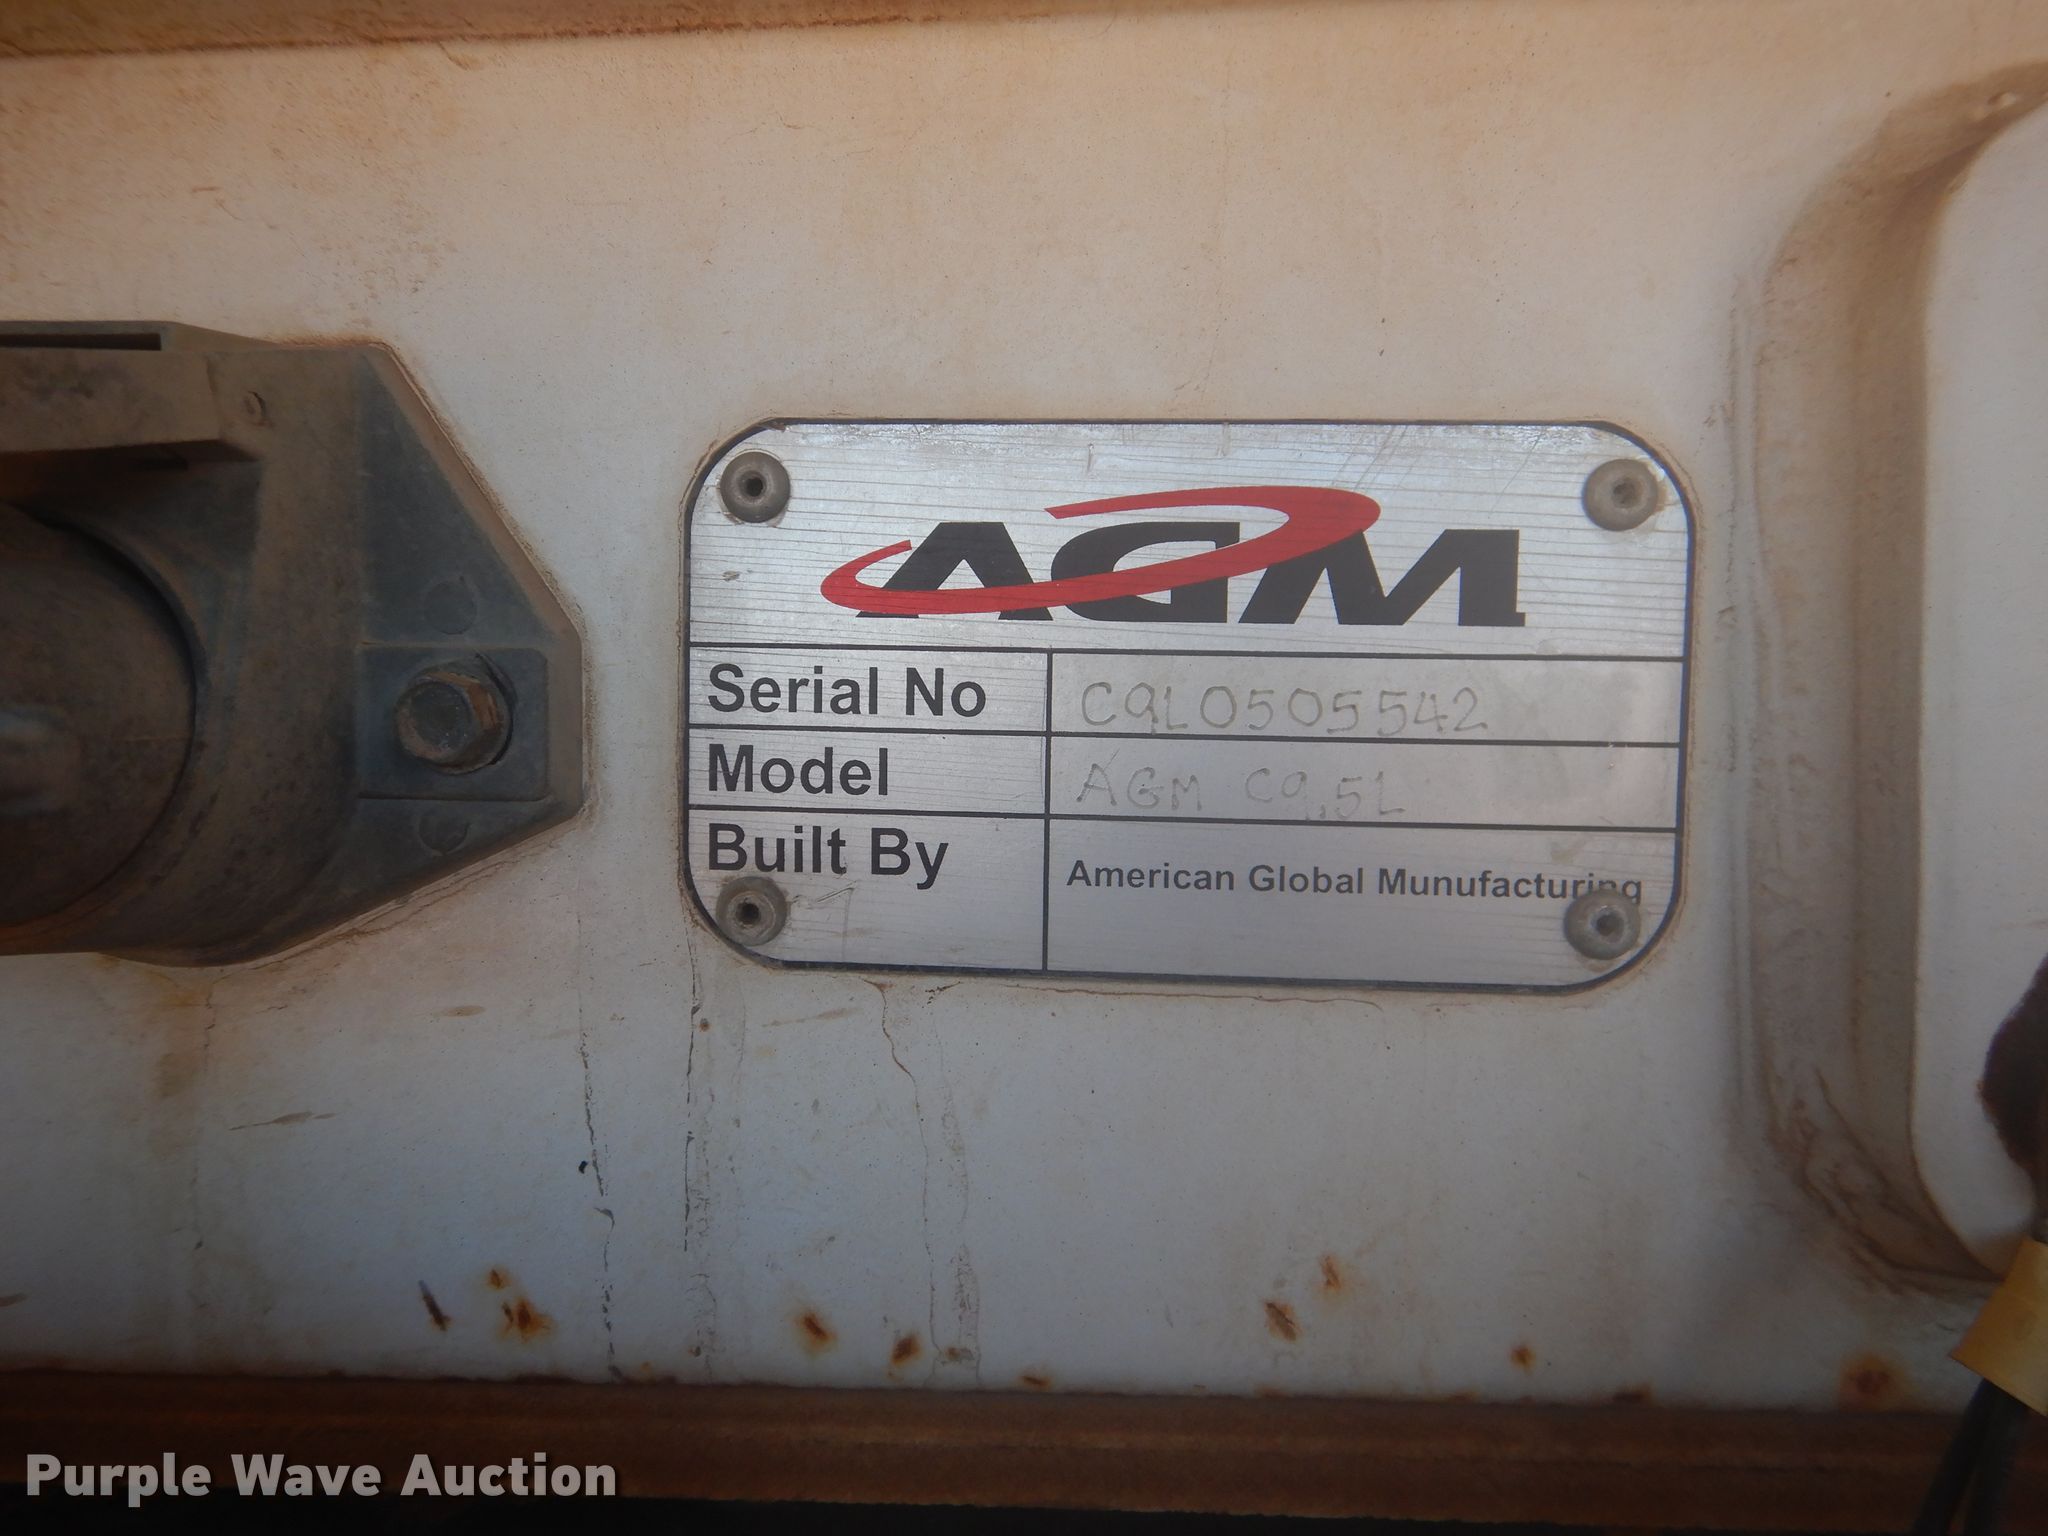 AGM
Serial No C9L0505542
Model AGM C9.5L
Built By American Global Munufacturing
Purple Wave Auction